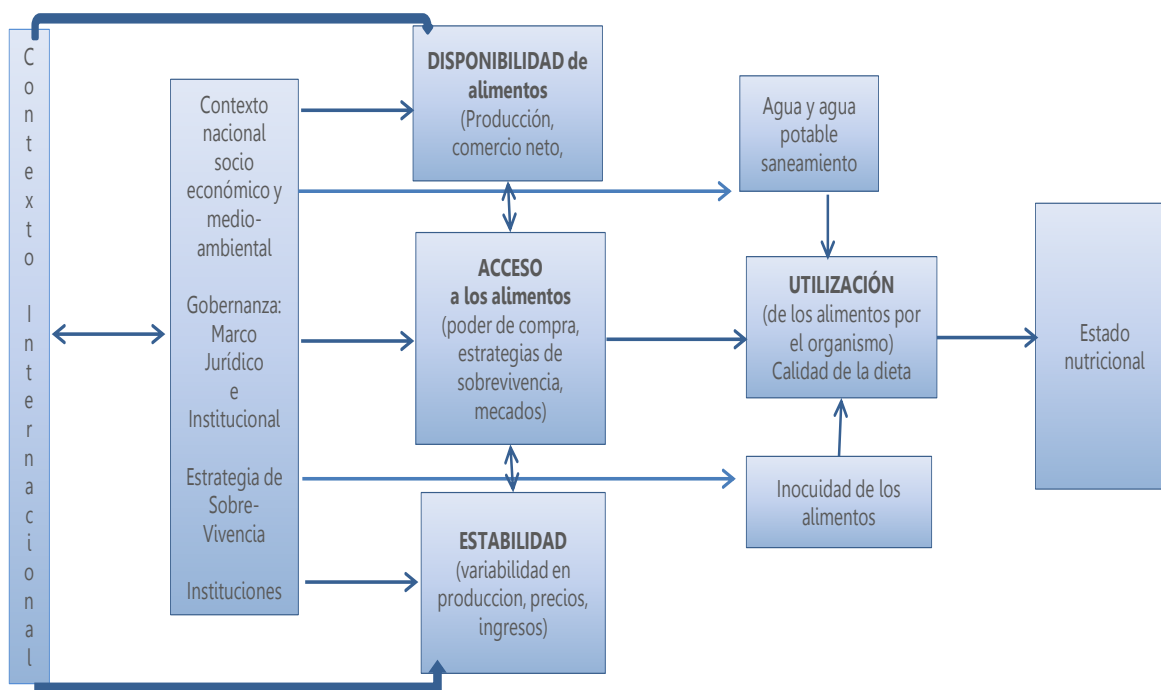 Contexto Internacional
Contexto
nacional
socio
económico y
medio-
ambiental
Gobernanza:
Marco
Jurídico
e
Institucional
Estrategia de
Sobre-
Vivencia
Instituciones
DISPONIBILIDAD de
alimentos
(Producción,
comercio neto,
ACCESO
a los alimentos
(poder de compra,
estrategias de
sobrevivencia,
mecados)
ESTABILIDAD
(variabilidad en
produccion, precios,
ingresos)
Agua y agua
potable
saneamiento
UTILIZACIÓN
(de los alimentos por
el organismo)
Calidad de la dieta
Inocuidad de los
alimentos
Estado
nutricional